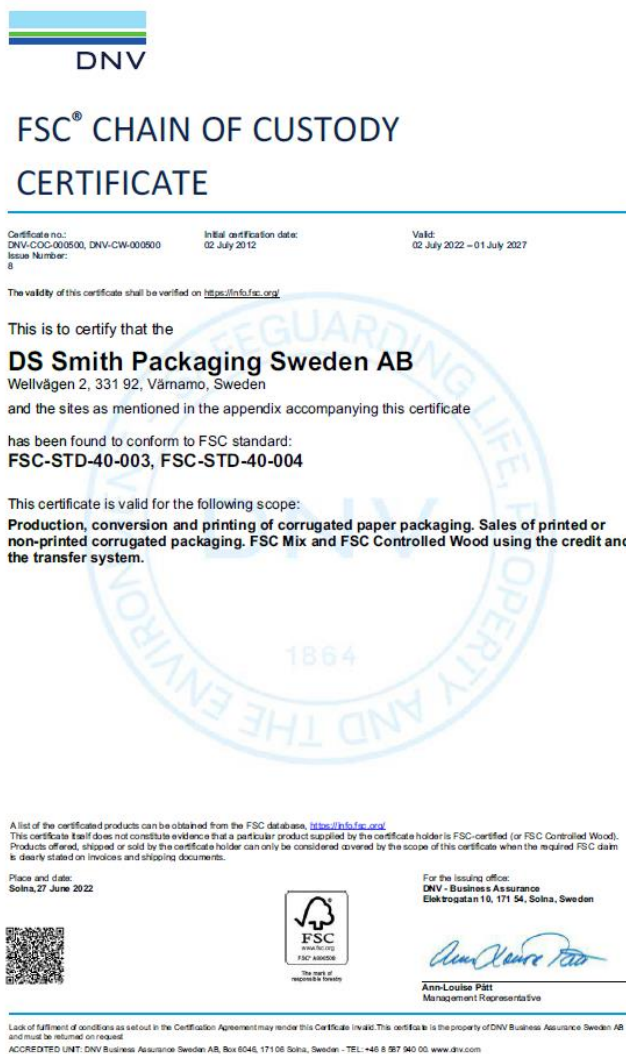 DNV
FSC® CHAIN OF CUSTODY
CERTIFICATE
Certificate no.:
DNV-COC-000500, DNV-CW-000500
Issue Number:
8
Initial certification date:
02 July 2012
Valid:
02 July 2022 – 01 July 2027
The validity of this certificate shall be verified on https://info.fsc.org/
This is to certify that the
DS Smith Packaging Sweden AB
Wellvägen 2, 331 92, Värnamo, Sweden
and the sites as mentioned in the appendix accompanying this certificate
has been found to conform to FSC standard:
FSC-STD-40-003, FSC-STD-40-004
This certificate is valid for the following scope:
Production, conversion and printing of corrugated paper packaging. Sales of printed or
non-printed corrugated packaging. FSC Mix and FSC Controlled Wood using the credit and
the transfer system.
SAFEGUARDING LIFE, PROPERTY AND THE ENVIRONMENT
DNV
1864
A list of the certificated products can be obtained from the FSC database, https://info.fsc.org/
This certificate itself does not constitute evidence that a particular product supplied by the certificate holder is FSC-certified (or FSC Controlled Wood).
Products offered, shipped or sold by the certificate holder can only be considered covered by the scope of this certificate when the required FSC claim
is clearly stated on invoices and shipping documents.
Place and date:
Solna, 27 June 2022
FSC
www.fsc.org
FSC® A000500
The mark of
responsible forestry
For the issuing office:
DNV - Business Assurance
Elektrogatan 10, 171 54, Solna, Sweden
Ann-Louise Pått
Ann-Louise Pått
Management Representative
Lack of fulfilment of conditions as set out in the Certification Agreement may render this Certificate invalid. This certificate is the property of DNV Business Assurance Sweden AB
and must be returned on request
ACCREDITED UNIT: DNV Business Assurance Sweden AB, Box 6046, 171 06 Solna, Sweden - TEL: +46 8 587 940 00. www.dnv.com